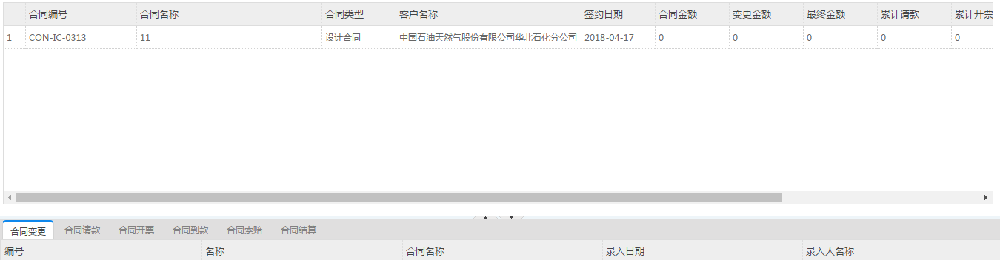 合同编号 合同名称 合同类型 客户名称 签约日期 合同金额 变更金额 最终金额 累计请款 累计开票
1 CON-IC-0313 11 设计合同 中国石油天然气股份有限公司华北石化分公司 2018-04-17 0 0 0 0 0
合同变更 合同请款 合同开票 合同到款 合同索赔 合同结算
编号 名称 合同名称 录入日期 录入人名称